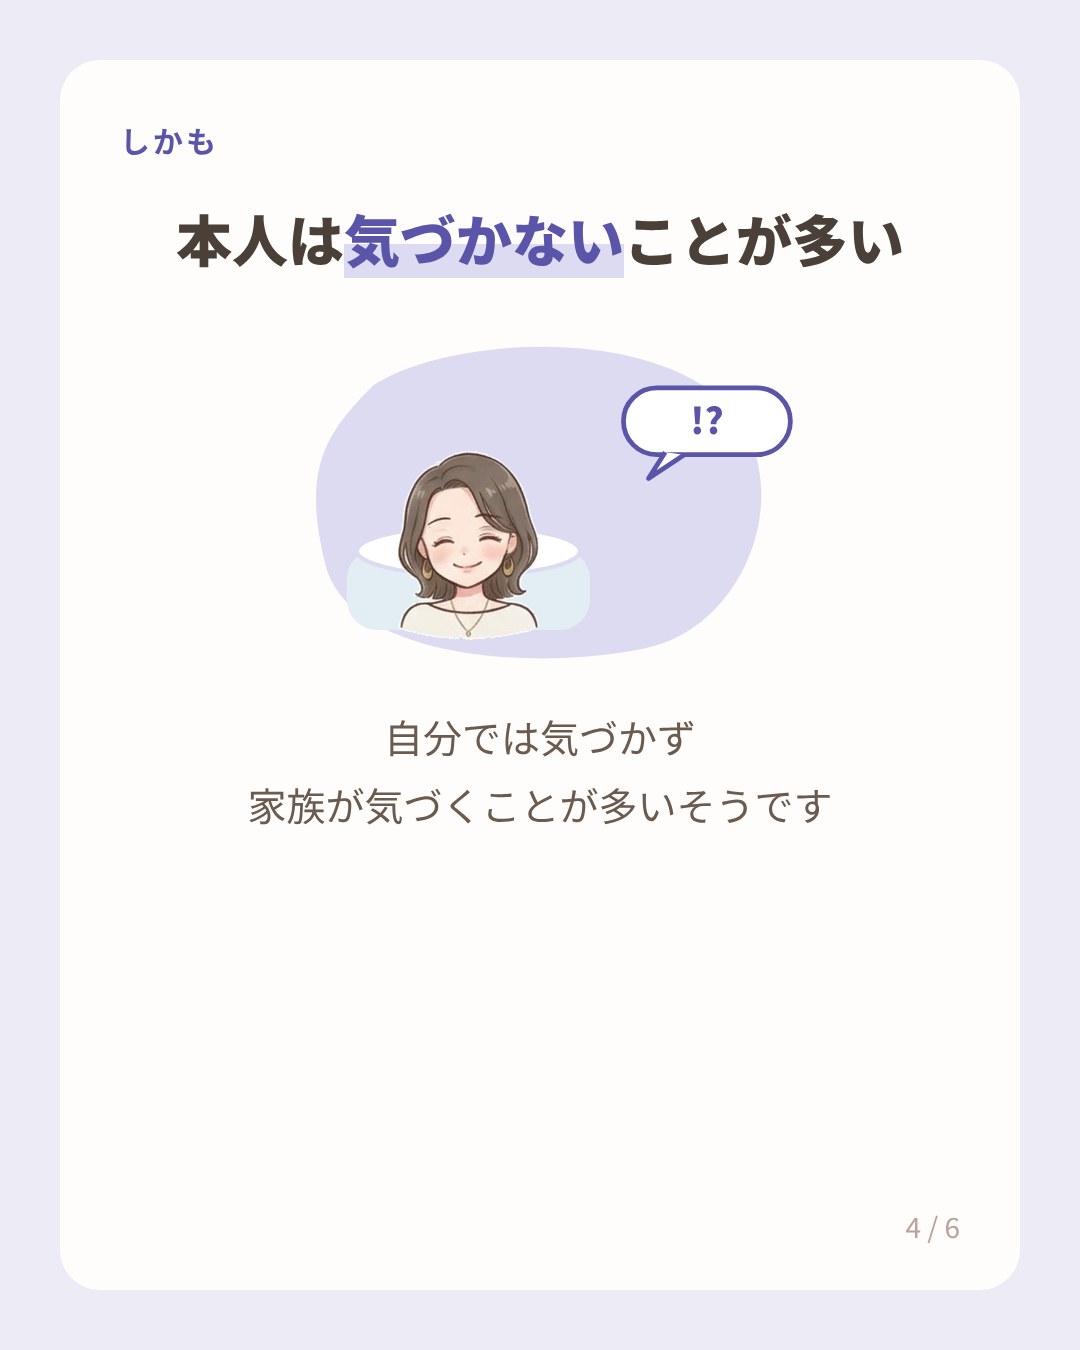 しかも
本人は気づかないことが多い
!?
自分では気づかず
家族が気づくことが多いそうです
4 / 6